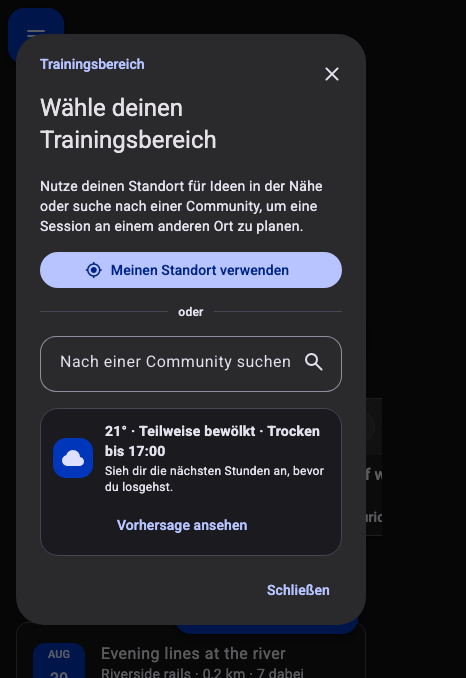 Trainingsbereich
Wähle deinen
Trainingsbereich
Nutze deinen Standort für Ideen in der Nähe
oder suche nach einer Community, um eine
Session an einem anderen Ort zu planen.
Meinen Standort verwenden
oder
Nach einer Community suchen
21° · Teilweise bewölkt · Trocken
bis 17:00
Sieh dir die nächsten Stunden an, bevor
du losgehst.
Vorhersage ansehen
Schließen
AUG
Evening lines at the river
Riverside rails · 0,2 km · 7 dabei